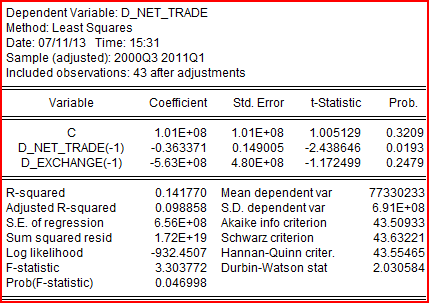 Dependent Variable: D_NET_TRADE
Method: Least Squares
Date: 07/11/13 Time: 15:31
Sample (adjusted): 2000Q3 2011Q1
Included observations: 43 after adjustments
Variable Coefficient Std. Error t-Statistic Prob.
C 1.01E+08 1.01E+08 1.005129 0.3209
D_NET_TRADE(-1) -0.363371 0.149005 -2.438646 0.0193
D_EXCHANGE(-1) -5.63E+08 4.80E+08 -1.172499 0.2479
R-squared 0.141770 Mean dependent var 77330233
Adjusted R-squared 0.098858 S.D. dependent var 6.91E+08
S.E. of regression 6.56E+08 Akaike info criterion 43.50933
Sum squared resid 1.72E+19 Schwarz criterion 43.63221
Log likelihood -932.4507 Hannan-Quinn criter. 43.55465
F-statistic 3.303772 Durbin-Watson stat 2.030584
Prob(F-statistic) 0.046998